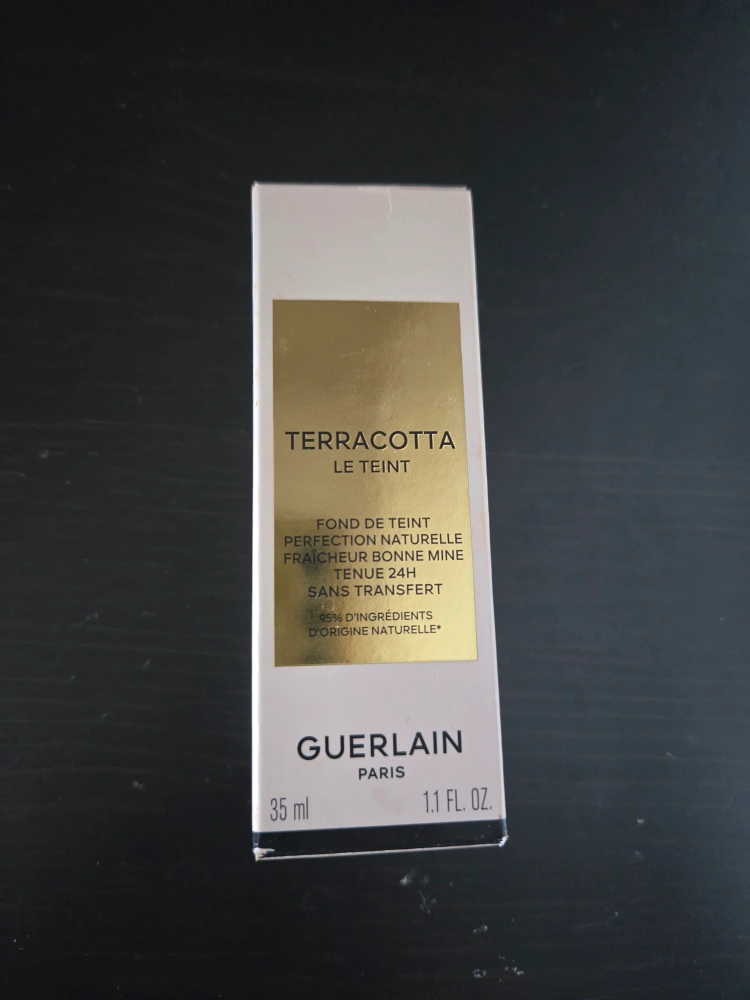 TERRACOTTA
LE TEINT
FOND DE TEINT
PERFECTION NATURELLE
FRAÎCHEUR BONNE MINE
TENUE 24H
SANS TRANSFERT
95% D'INGRÉDIENTS
D'ORIGINE NATURELLE*
GUERLAIN
PARIS
35 ml 1.1 FL. OZ.